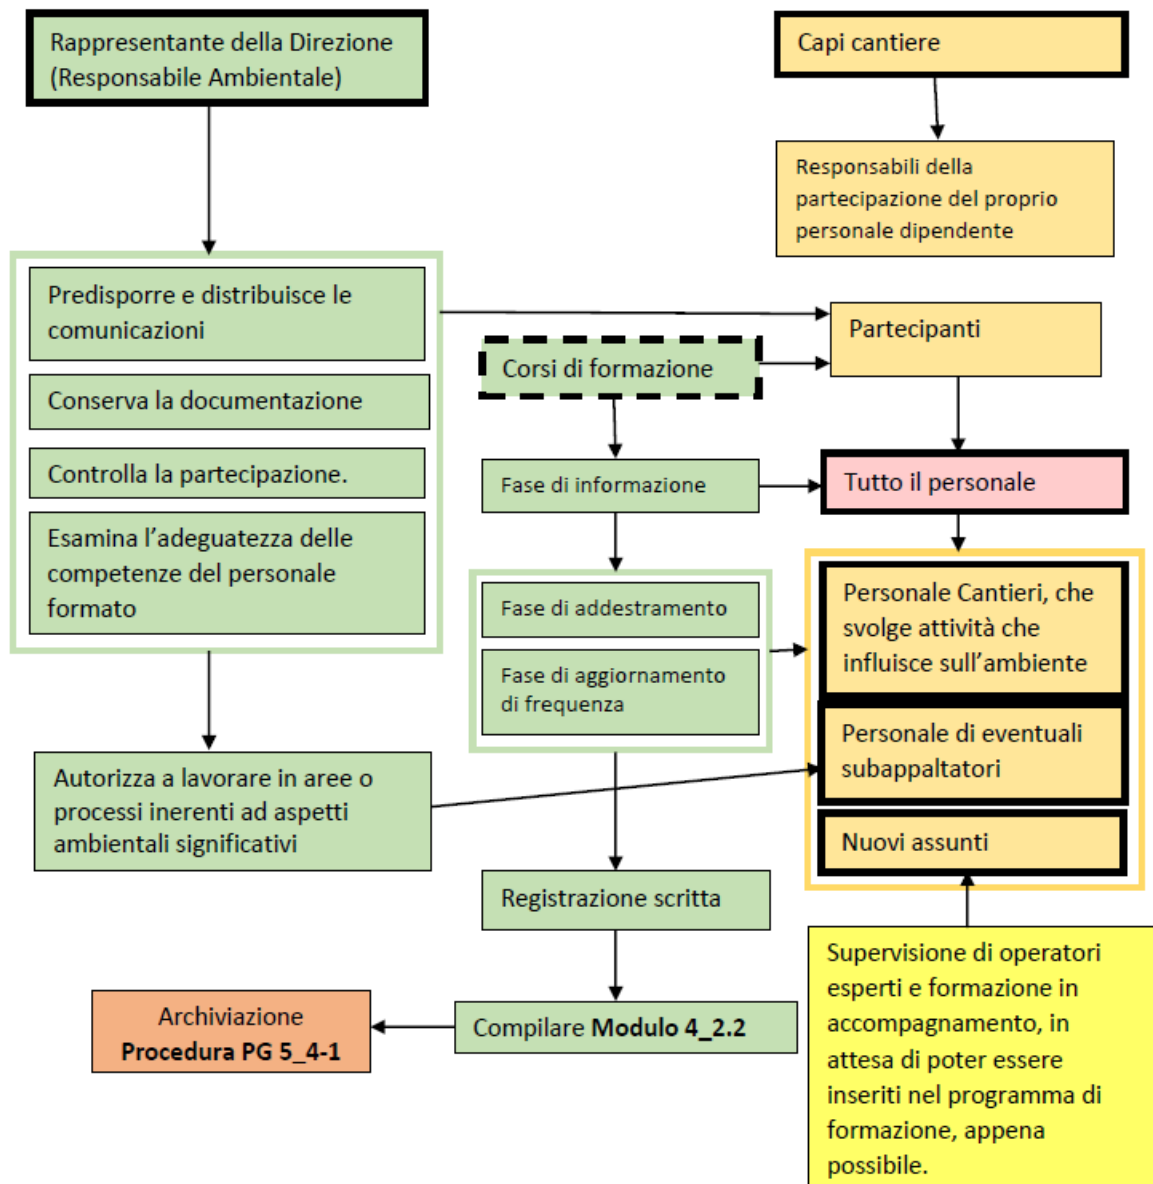 Rappresentante della Direzione
(Responsabile Ambientale)
Capi cantiere
Responsabili della
partecipazione del proprio
personale dipendente
Predisporre e distribuisce le
comunicazioni
Conserva la documentazione
Controlla la partecipazione.
Esamina l'adeguatezza delle
competenze del personale
formato
Corsi di formazione
Partecipanti
Fase di informazione
Tutto il personale
Fase di addestramento
Fase di aggiornamento
di frequenza
Personale Cantieri, che
svolge attività che
influisce sull'ambiente
Personale di eventuali
subappaltatori
Nuovi assunti
Autorizza a lavorare in aree o
processi inerenti ad aspetti
ambientali significativi
Registrazione scritta
Compilare Modulo 4_2.2
Archiviazione
Procedura PG 5_4-1
Supervisione di operatori
esperti e formazione in
accompagnamento, in
attesa di poter essere
inseriti nel programma di
formazione, appena
possibile.